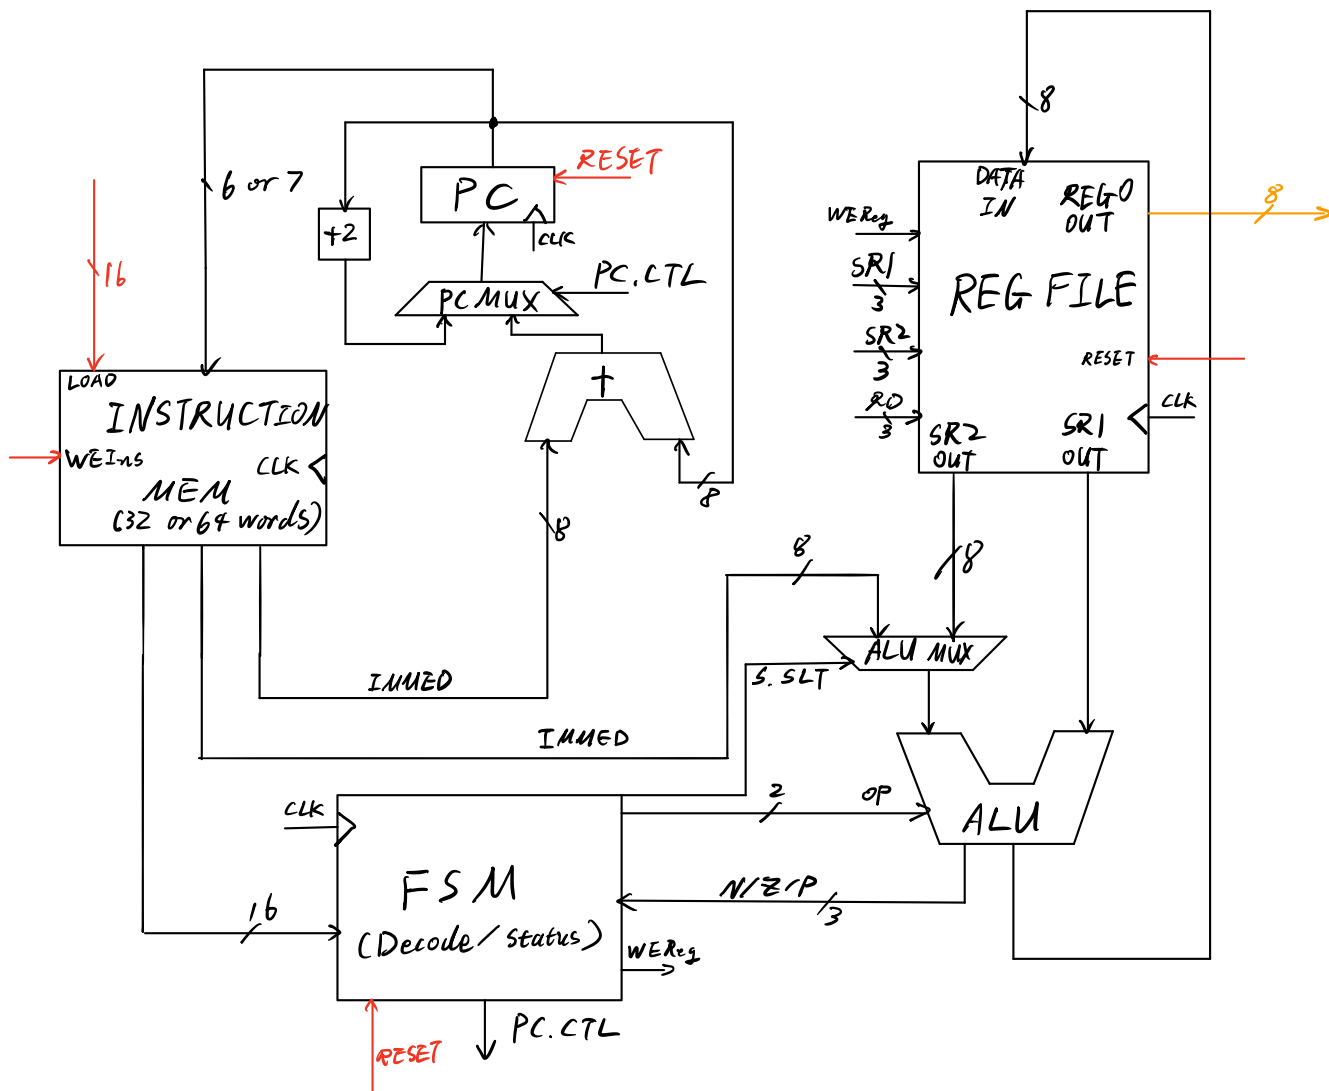 8
6 or 7
PC
RESET
CLK
+2
16
PC.CTL
PC MUX
+
8
8
LOAD
INSTRUCTION
WEIns
CLK
MEM
(32 or 64 words)
DATA
IN
REG0
OUT
8
WEReg
SR1
3
REG FILE
SR2
3
RESET
RD
3
CLK
SR2
OUT
SR1
OUT
8
8
ALU MUX
S.SLT
IMMED
IMMED
CLK
2
OP
ALU
FSM
(Decode/status)
N/Z/P
3
16
WEReg
PC.CTL
RESET